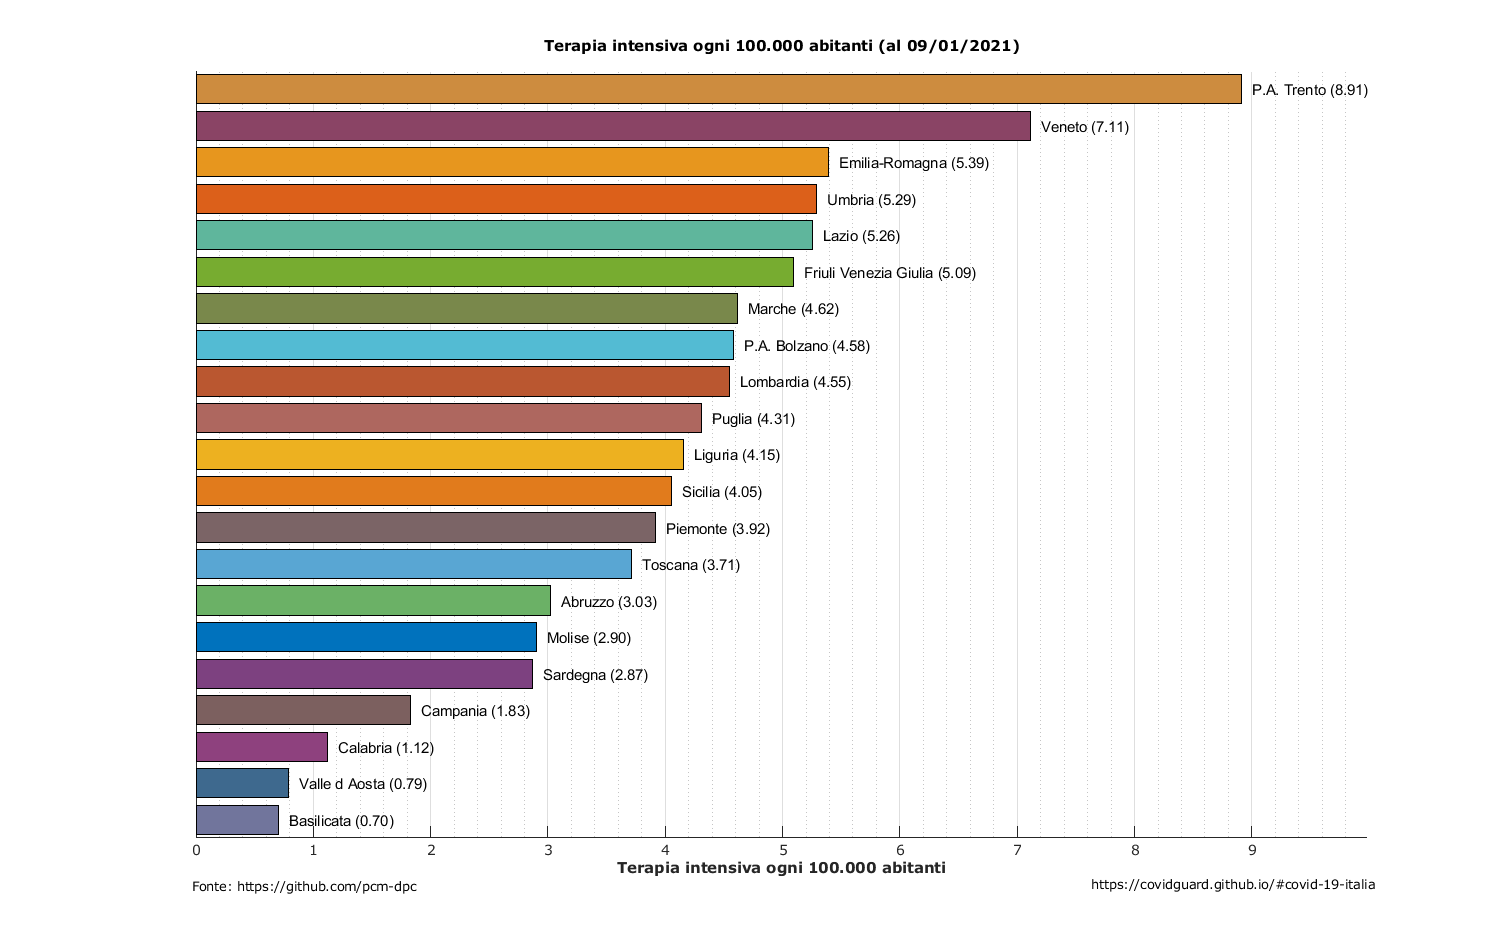 Terapia intensiva ogni 100.000 abitanti (al 09/01/2021)
P.A. Trento (8.91)
Veneto (7.11)
Emilia-Romagna (5.39)
Umbria (5.29)
Lazio (5.26)
Friuli Venezia Giulia (5.09)
Marche (4.62)
P.A. Bolzano (4.58)
Lombardia (4.55)
Puglia (4.31)
Liguria (4.15)
Sicilia (4.05)
Piemonte (3.92)
Toscana (3.71)
Abruzzo (3.03)
Molise (2.90)
Sardegna (2.87)
Campania (1.83)
Calabria (1.12)
Valle d Aosta (0.79)
Basilicata (0.70)
0 1 2 3 4 5 6 7 8 9
Terapia intensiva ogni 100.000 abitanti
Fonte: https://github.com/pcm-dpc
https://covidguard.github.io/#covid-19-italia